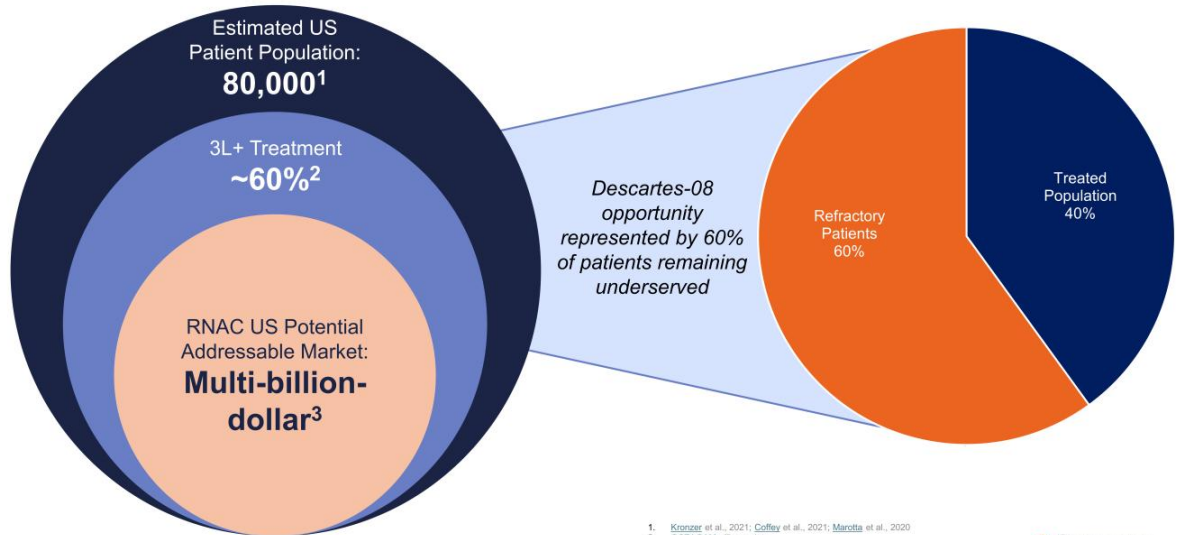 Estimated US
Patient Population:
80,000¹
3L+ Treatment
~60%²
RNAC US Potential
Addressable Market:
Multi-billion-
dollar³
Descartes-08
opportunity
represented by 60%
of patients remaining
underserved
Refractory
Patients
60%
Treated
Population
40%
1. Kronzer et al., 2021; Coffey et al., 2021; Marotta et al., 2020